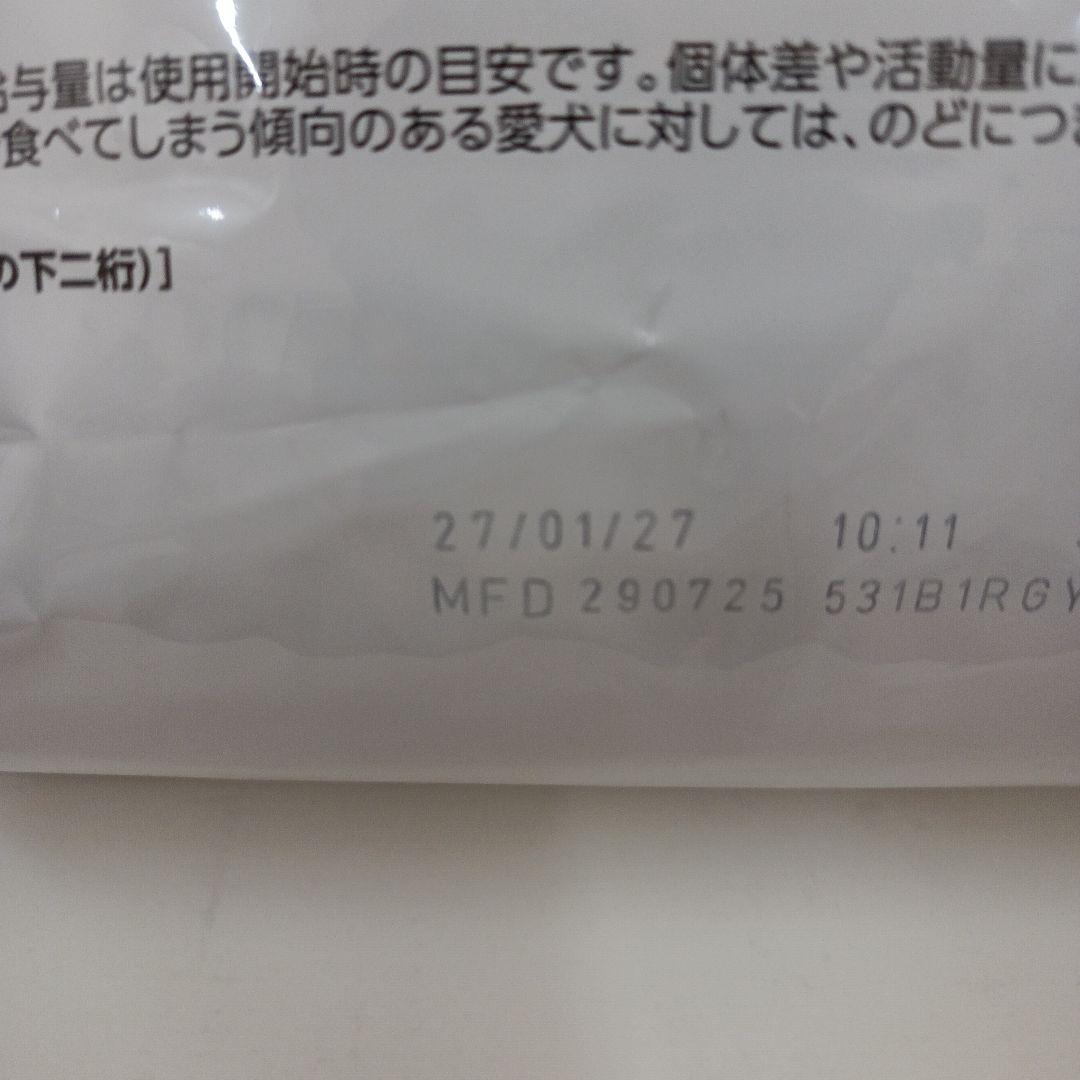 給与量は使用開始時の目安です。個体差や活動量に
食べてしまう傾向のある愛犬に対しては、のどにつま
の下二桁)]
27/01/27 10:11
MFD 290725 531B1RGY